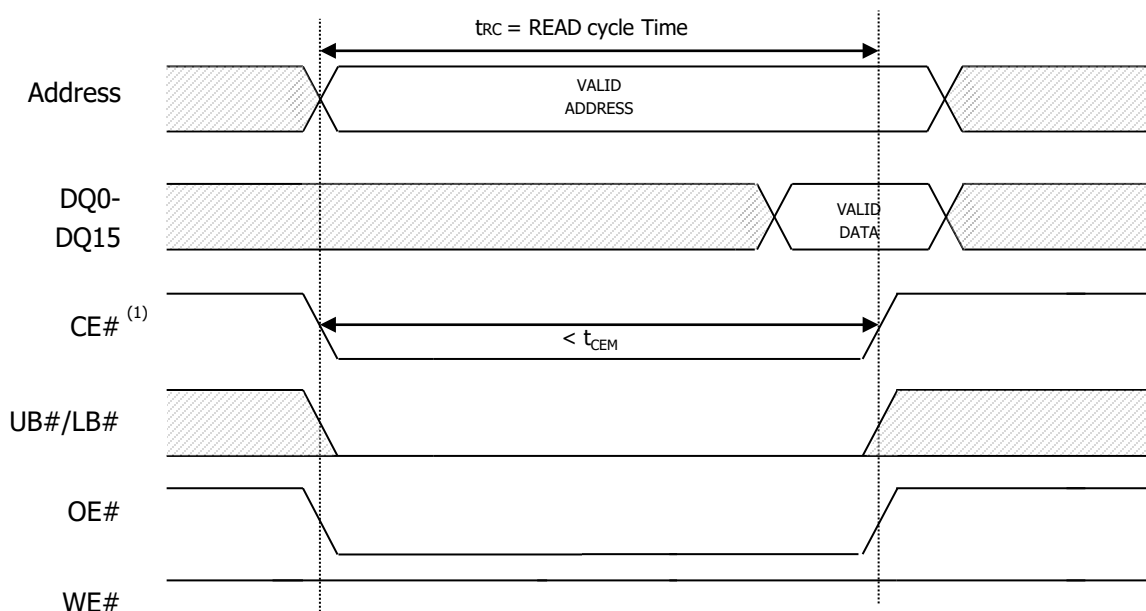 tRC = READ cycle Time
Address
VALID
ADDRESS
DQ0-
DQ15
VALID
DATA
CE# (1)
< tCEM
UB#/LB#
OE#
WE#